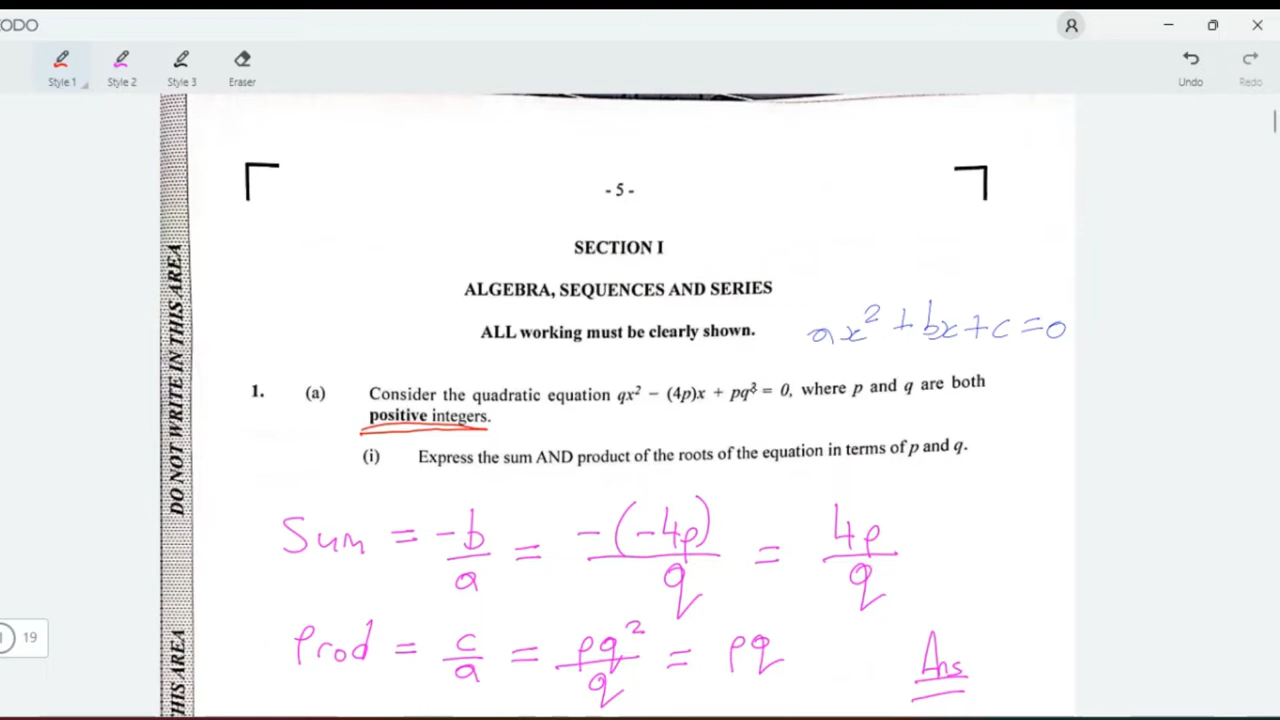 ODO
Style 1
Style 2
Style 3
Eraser
Undo
Redo
DO NOT WRITE IN THIS AREA
- 5 -
SECTION I
ALGEBRA, SEQUENCES AND SERIES
ALL working must be clearly shown.
ax² + bx + c = 0
1. (a) Consider the quadratic equation qx² − (4p)x + pq³ = 0, where p and q are both
positive integers.
(i) Express the sum AND product of the roots of the equation in terms of p and q.
Sum = -b/a = -(-4p)/q = 4p/q
Prod = c/a = pq²/q = pq
Ans
19
HIS AREA